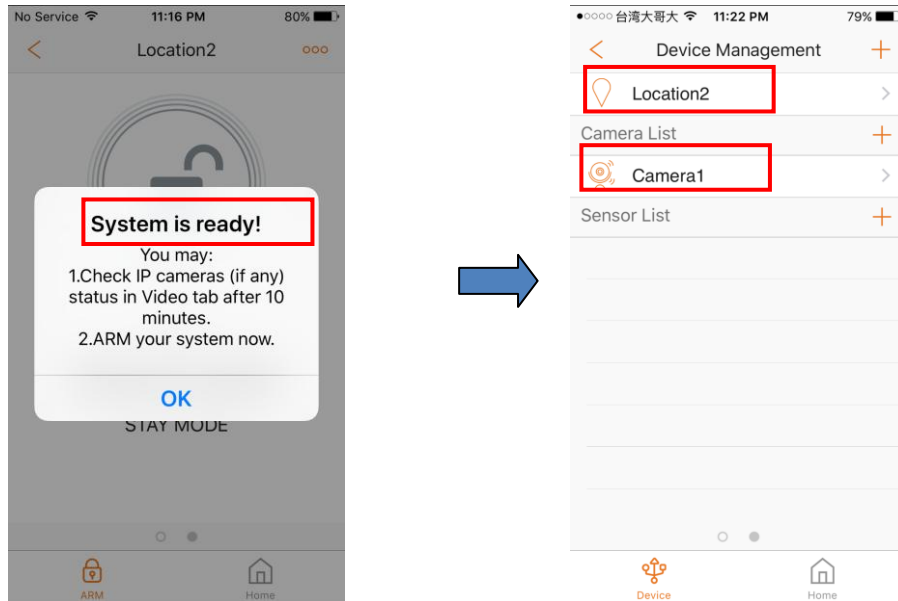 No Service 11:16 PM 80%
Location2
System is ready!
You may:
1.Check IP cameras (if any)
status in Video tab after 10
minutes.
2.ARM your system now.
OK
STAY MODE
ARM Home
台湾大哥大 11:22 PM 79%
Device Management
Location2
Camera List
Camera1
Sensor List
Device Home